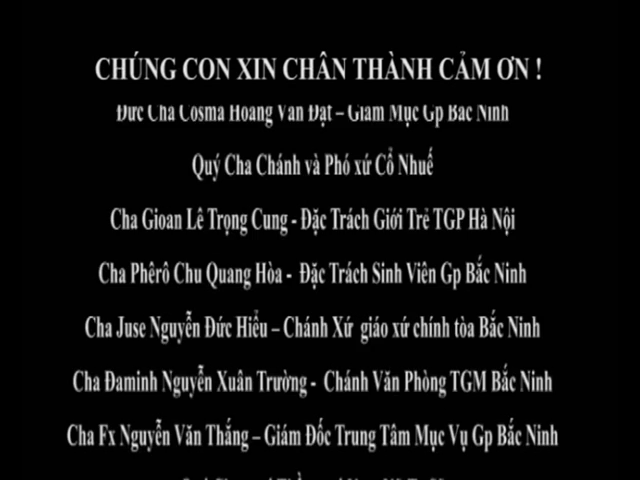 CHÚNG CON XIN CHÂN THÀNH CẢM ƠN !
Đức Cha Cosma Hoàng Văn Đạt – Giám Mục Gp Bắc Ninh
Quý Cha Chánh và Phó xứ Cổ Nhuế
Cha Gioan Lê Trọng Cung - Đặc Trách Giới Trẻ TGP Hà Nội
Cha Phêrô Chu Quang Hòa - Đặc Trách Sinh Viên Gp Bắc Ninh
Cha Juse Nguyễn Đức Hiểu – Chánh Xứ giáo xứ chính tòa Bắc Ninh
Cha Đaminh Nguyễn Xuân Trường - Chánh Văn Phòng TGM Bắc Ninh
Cha Fx Nguyễn Văn Thắng – Giám Đốc Trung Tâm Mục Vụ Gp Bắc Ninh